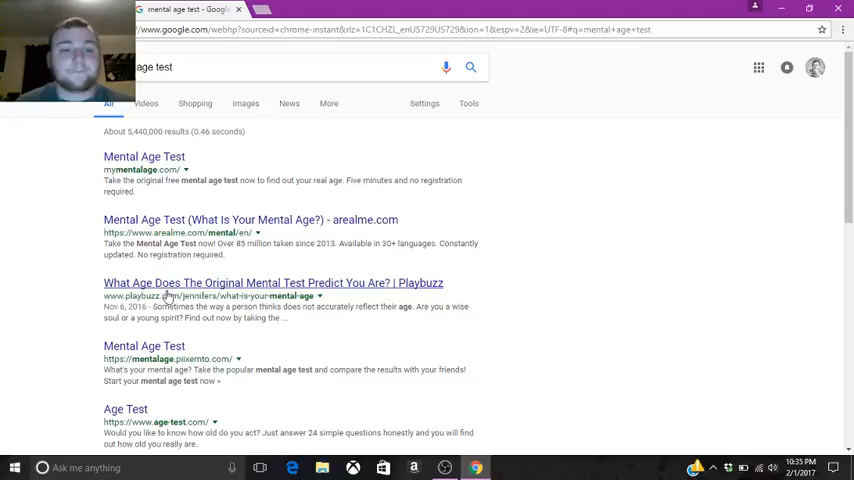 mental age test - Google
www.google.com/webhp?sourceid=chrome-instant&rlz=1C1CHZL_enUS729US729&ion=1&espv=2&ie=UTF-8#q=mental+age+test
age test
All Videos Shopping Images News More Settings Tools
About 5,440,000 results (0.46 seconds)
Mental Age Test
mymentalage.com/
Take the original free mental age test now to find out your real age. Five minutes and no registration
required.
Mental Age Test (What Is Your Mental Age?) - arealme.com
https://www.arealme.com/mental/en/
Take the Mental Age Test now! Over 85 million taken since 2013. Available in 30+ languages. Constantly
updated. No registration required.
What Age Does The Original Mental Test Predict You Are? | Playbuzz
www.playbuzz.com/jennifers/what-is-your-mental-age
Nov 6, 2016 - Sometimes the way a person thinks does not accurately reflect their age. Are you a wise
soul or a young spirit? Find out now by taking the ...
Mental Age Test
https://mentalage.piixemto.com/
What's your mental age? Take the popular mental age test and compare the results with your friends!
Start your mental age test now »
Age Test
https://www.age-test.com/
Would you like to know how old do you act? Just answer 24 simple questions honestly and you will find
out how old you really are.
Ask me anything
10:35 PM
2/1/2017